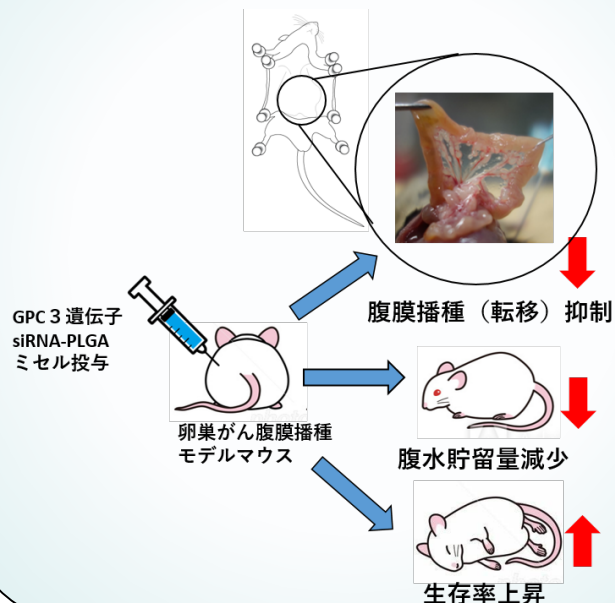 腹膜播種（転移）抑制
GPC３遺伝子
siRNA-PLGA
ミセル投与
卵巣がん腹膜播種
モデルマウス
腹水貯留量減少
生存率上昇